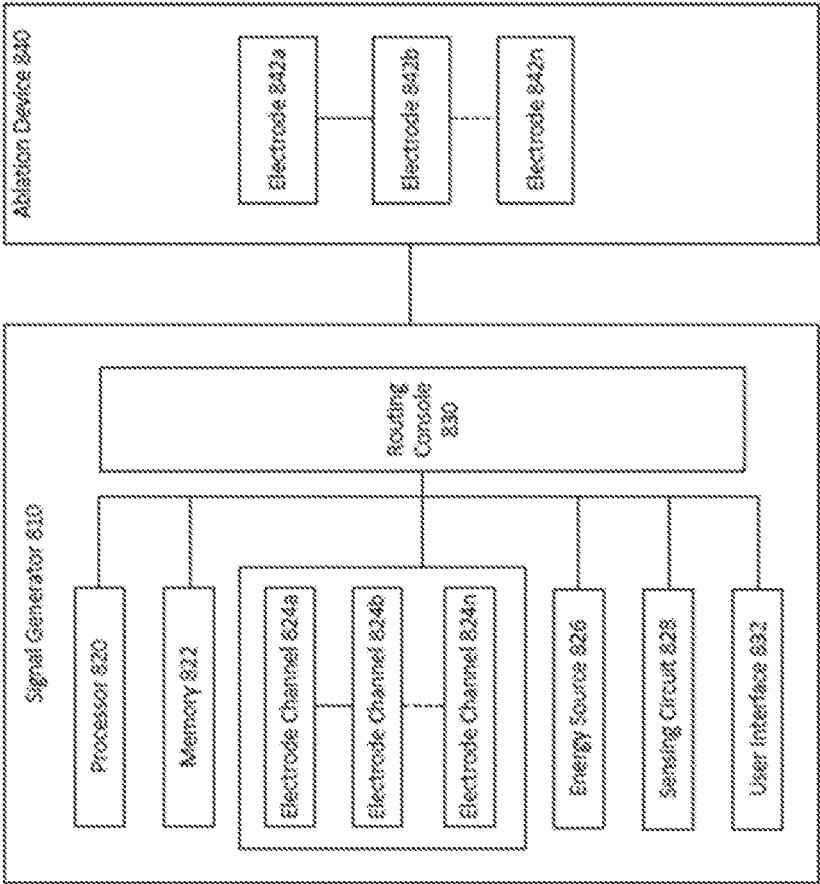 Signal Generator 810
Processor 820
Memory 822
Electrode Channel 824a
Electrode Channel 824b
Electrode Channel 824n
Energy Source 826
Sensing Circuit 828
User Interface 832
Routing
Console
830
Ablation Device 840
Electrode 842a
Electrode 842b
Electrode 842n